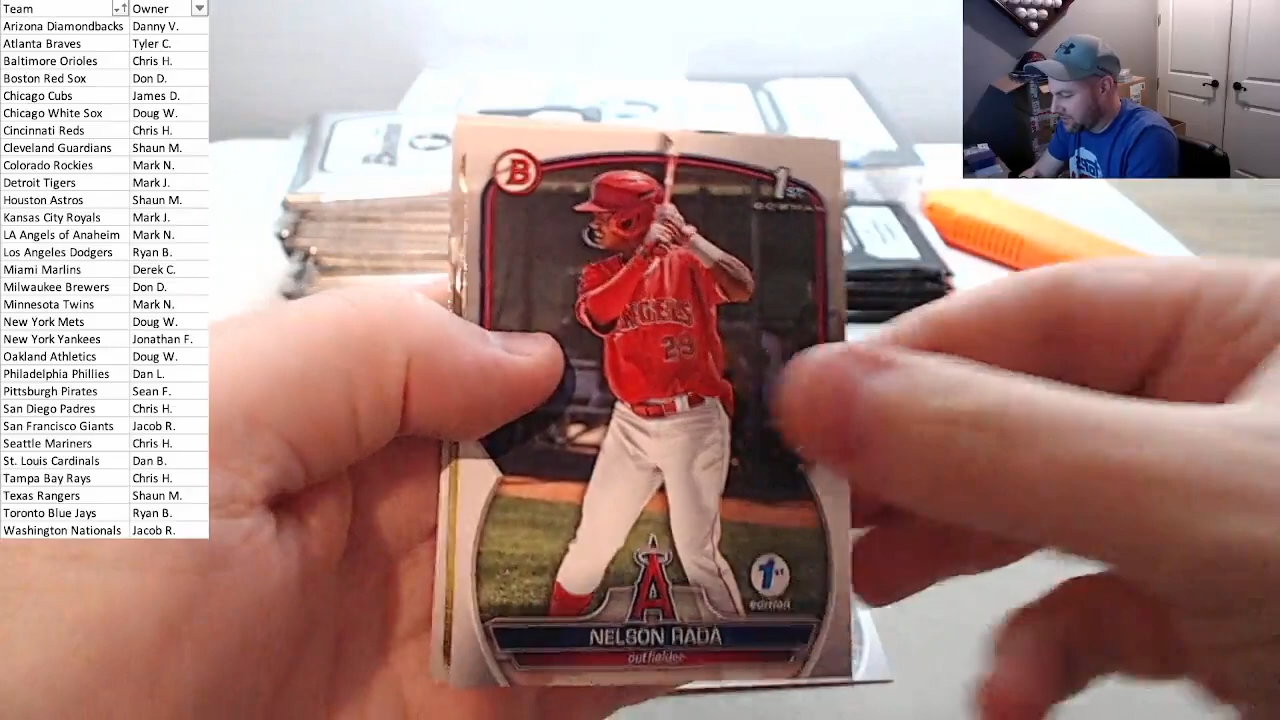 Team Owner
Arizona Diamondbacks Danny V.
Atlanta Braves Tyler C.
Baltimore Orioles Chris H.
Boston Red Sox Don D.
Chicago Cubs James D.
Chicago White Sox Doug W.
Cincinnati Reds Chris H.
Cleveland Guardians Shaun M.
Colorado Rockies Mark N.
Detroit Tigers Mark J.
Houston Astros Shaun M.
Kansas City Royals Mark J.
LA Angels of Anaheim Mark N.
Los Angeles Dodgers Ryan B.
Miami Marlins Derek C.
Milwaukee Brewers Don D.
Minnesota Twins Mark N.
New York Mets Doug W.
New York Yankees Jonathan F.
Oakland Athletics Doug W.
Philadelphia Phillies Dan L.
Pittsburgh Pirates Sean F.
San Diego Padres Chris H.
San Francisco Giants Jacob R.
Seattle Mariners Chris H.
St. Louis Cardinals Dan B.
Tampa Bay Rays Chris H.
Texas Rangers Shaun M.
Toronto Blue Jays Ryan B.
Washington Nationals Jacob R.
B
1ST
BOWMAN
NGELS
A
1st
edition
NELSON RADA
outfielder